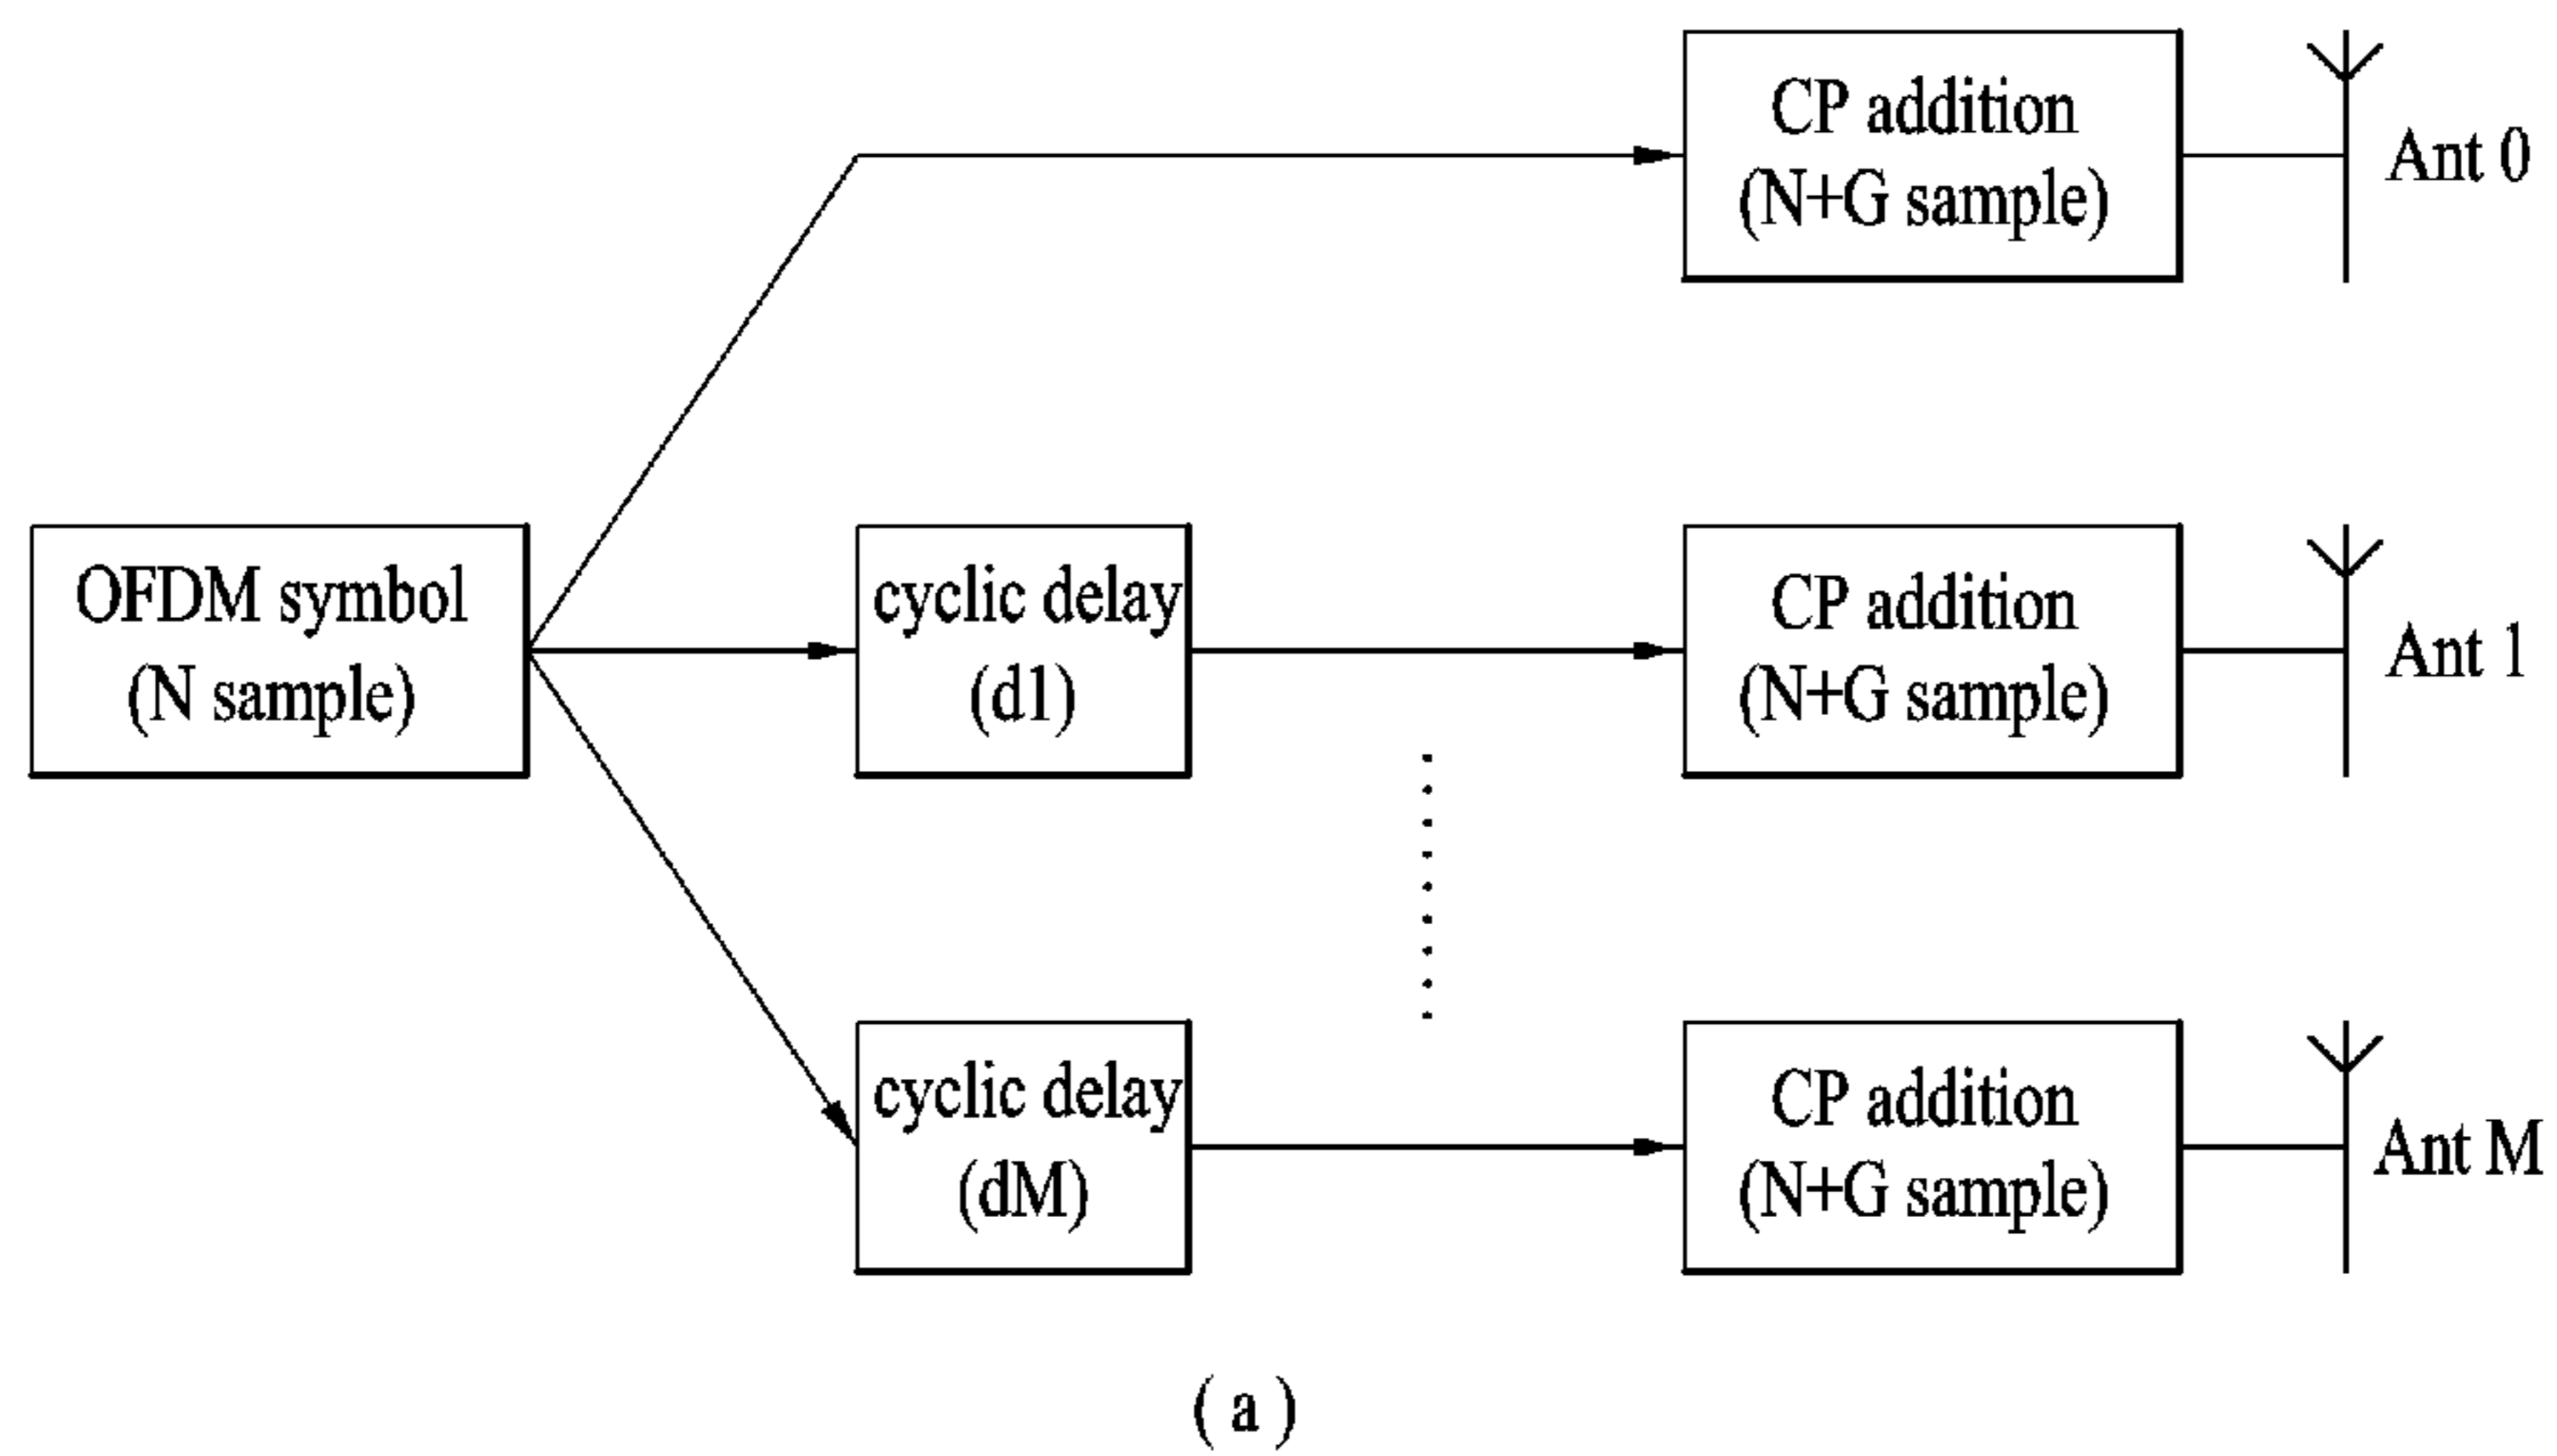 CP addition
(N+G sample)
Ant 0
OFDM symbol
(N sample)
cyclic delay
(d1)
CP addition
(N+G sample)
Ant 1
cyclic delay
(dM)
CP addition
(N+G sample)
Ant M
( a )